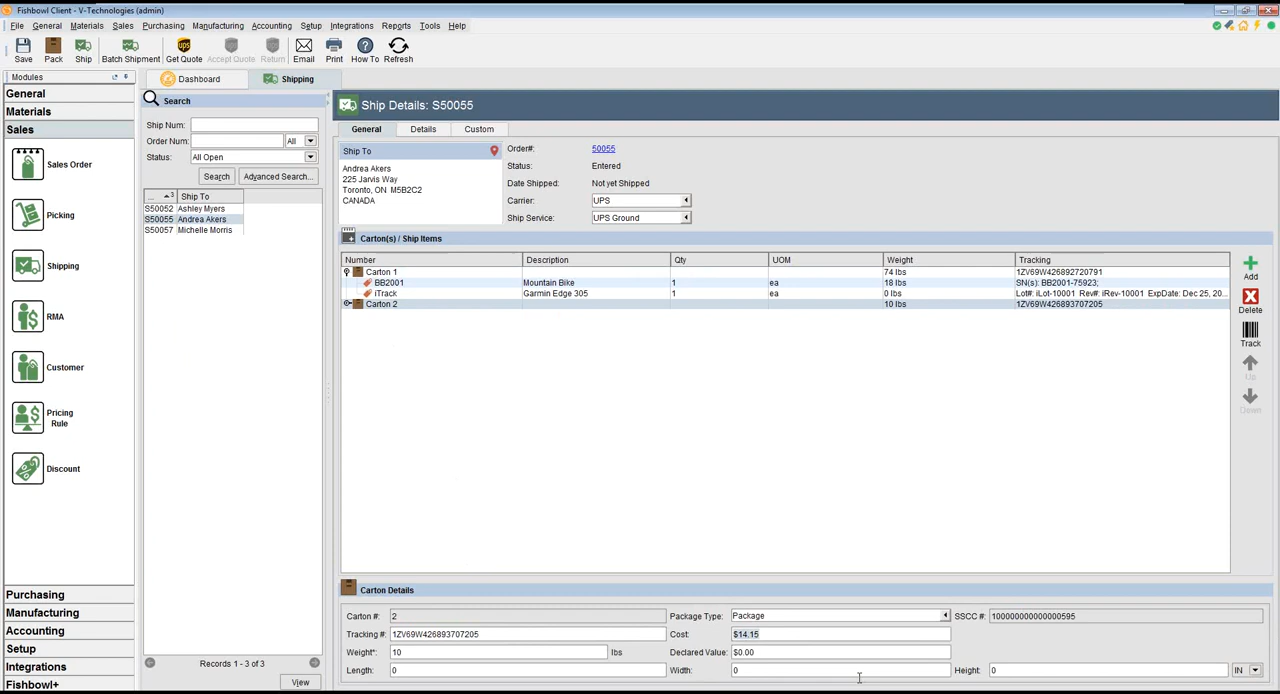 Fishbowl Client - V-Technologies (admin)
File General Materials Sales Purchasing Manufacturing Accounting Setup Integrations Reports Tools Help
Save Pack Ship Batch Shipment Get Quote Accept Quote Return Email Print How To Refresh
Modules
Dashboard
Shipping
General
Materials
Sales
Sales Order
Picking
Shipping
RMA
Customer
Pricing
Rule
Discount
Purchasing
Manufacturing
Accounting
Setup
Integrations
Fishbowl+
Search
Ship Num:
Order Num: All
Status: All Open
Search Advanced Search...
... 3 Ship To
S50052 Ashley Myers
S50055 Andrea Akers
S50057 Michelle Morris
Records 1 - 3 of 3
View
Ship Details: S50055
General Details Custom
Ship To
Andrea Akers
225 Jarvis Way
Toronto, ON M5B2C2
CANADA
Order#: 50055
Status: Entered
Date Shipped: Not yet Shipped
Carrier: UPS
Ship Service: UPS Ground
Carton(s) / Ship Items
Number Description Qty UOM Weight Tracking
Carton 1 74 lbs 1ZV69W426892720791
BB2001 Mountain Bike 1 ea 18 lbs SN(s): BB2001-75923;
iTrack Garmin Edge 305 1 ea 0 lbs Lot#: iLot-10001 Rev#: iRev-10001 ExpDate: Dec 25, 20...
Carton 2 10 lbs 1ZV69W426893707205
Add
Delete
Track
Up
Down
Carton Details
Carton #: 2 Package Type: Package SSCC #: 100000000000000595
Tracking #: 1ZV69W426893707205 Cost: $14.15
Weight*: 10 lbs Declared Value: $0.00
Length: 0 Width: 0 Height: 0 IN